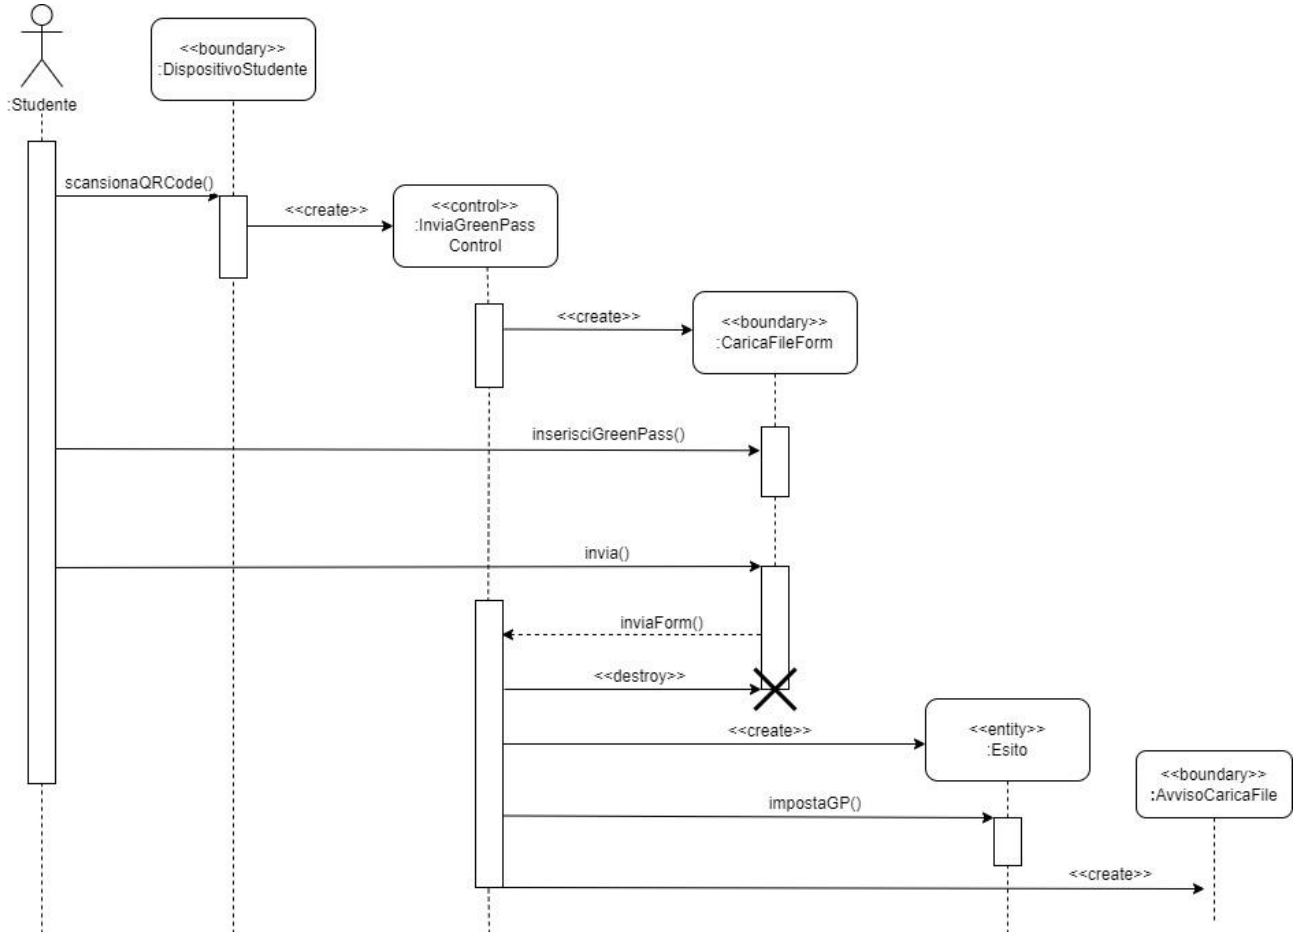 <<boundary>>
:DispositivoStudente
:Studente
scansionaQRCode()
<<create>>
<<control>>
:InviaGreenPass
Control
<<create>>
<<boundary>>
:CaricaFileForm
inserisciGreenPass()
invia()
inviaForm()
<<destroy>>
<<create>>
<<entity>>
:Esito
<<boundary>>
:AvvisoCaricaFile
impostaGP()
<<create>>